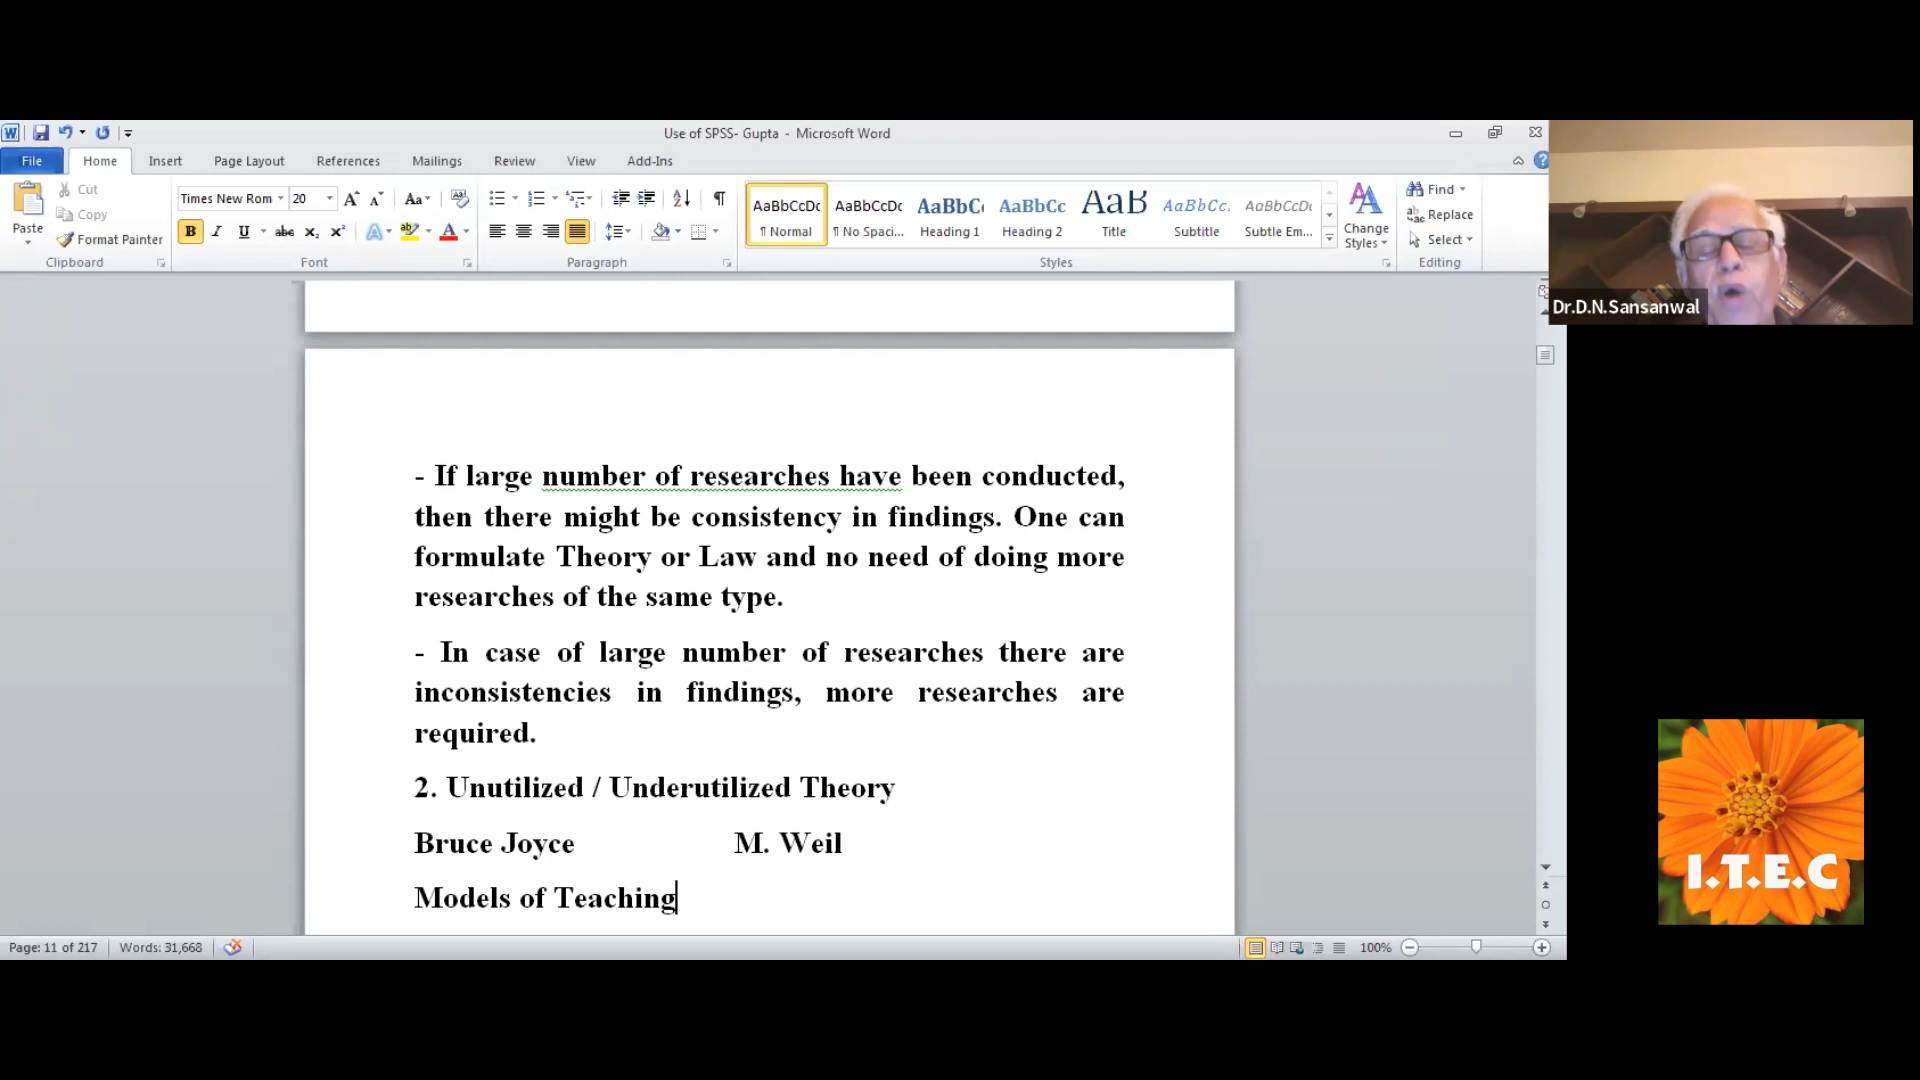 Use of SPSS- Gupta - Microsoft Word
File Home Insert Page Layout References Mailings Review View Add-Ins
Paste
Cut
Copy
Format Painter
Clipboard
Times New Rom 20
Font
Paragraph
AaBbCcDc AaBbCcDc AaBbC AaBbCc AaB AaBbCc. AaBbCcDc
¶ Normal ¶ No Spaci... Heading 1 Heading 2 Title Subtitle Subtle Em...
Styles
Change
Styles
Find
Replace
Select
Editing
Dr.D.N.Sansanwal
- If large number of researches have been conducted,
then there might be consistency in findings. One can
formulate Theory or Law and no need of doing more
researches of the same type.
- In case of large number of researches there are
inconsistencies in findings, more researches are
required.
2. Unutilized / Underutilized Theory
Bruce Joyce M. Weil
Models of Teaching
I.T.E.C
Page: 11 of 217 Words: 31,668 100%